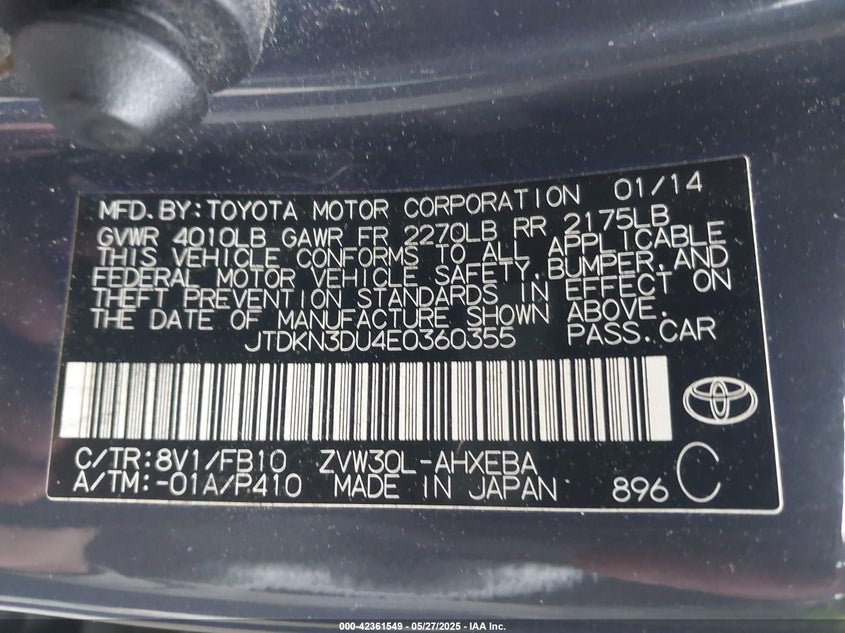 MFD.BY:TOYOTA MOTOR CORPORATION 01/14
GVWR 4010LB GAWR FR 2270LB RR 2175LB
THIS VEHICLE CONFORMS TO ALL APPLICABLE
FEDERAL MOTOR VEHICLE SAFETY,BUMPER,AND
THEFT PREVENTION STANDARDS IN EFFECT ON
THE DATE OF MANUFACTURE SHOWN ABOVE.
JTDKN3DU4E0360355 PASS.CAR
C/TR:8V1/FB10 ZVW30L-AHXEBA
A/TM:-01A/P410 MADE IN JAPAN 896 C
000-42361549 - 05/27/2025 - IAA Inc.